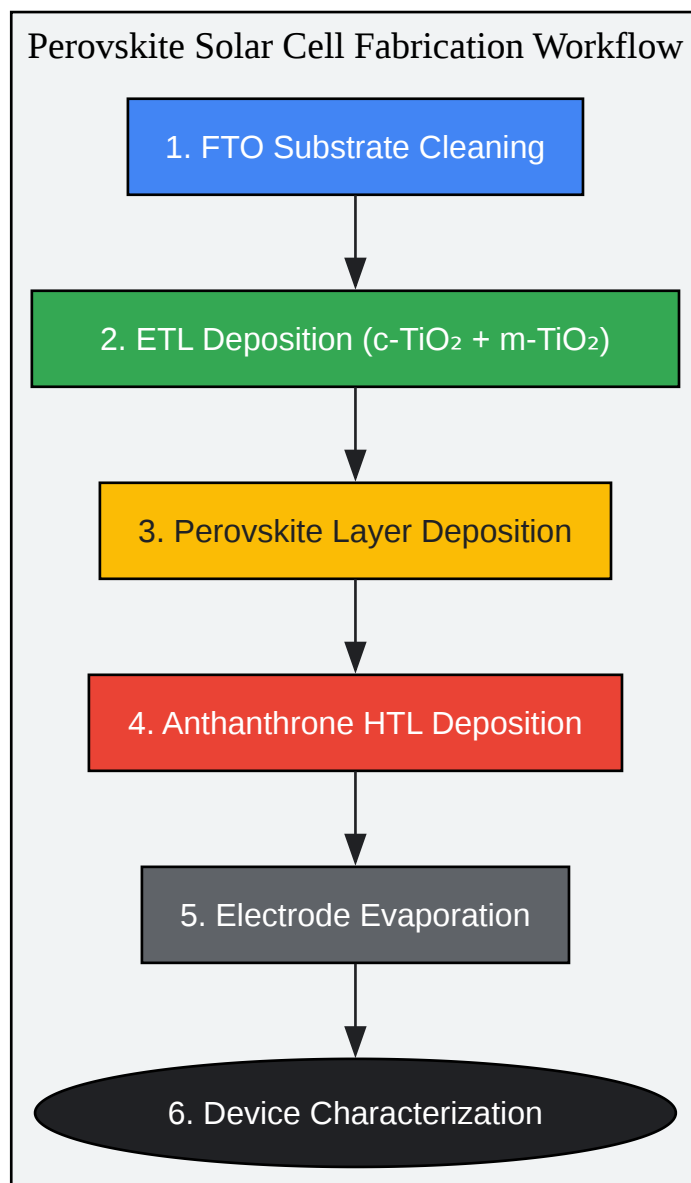 Perovskite Solar Cell Fabrication Workflow
1. FTO Substrate Cleaning
2. ETL Deposition (c-TiO₂ + m-TiO₂)
3. Perovskite Layer Deposition
4. Anthanthrone HTL Deposition
5. Electrode Evaporation
6. Device Characterization